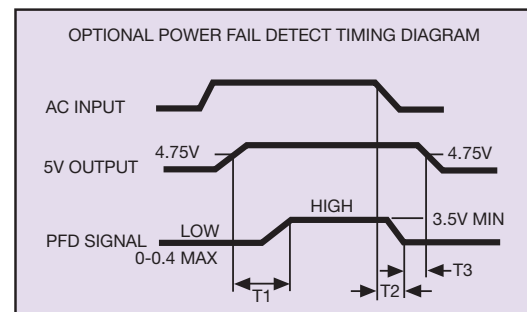 OPTIONAL POWER FAIL DETECT TIMING DIAGRAM
AC INPUT
4.75V
4.75V
5V OUTPUT
HIGH
3.5V MIN
LOW
PFD SIGNAL
0-0.4 MAX
T3
T1
T2